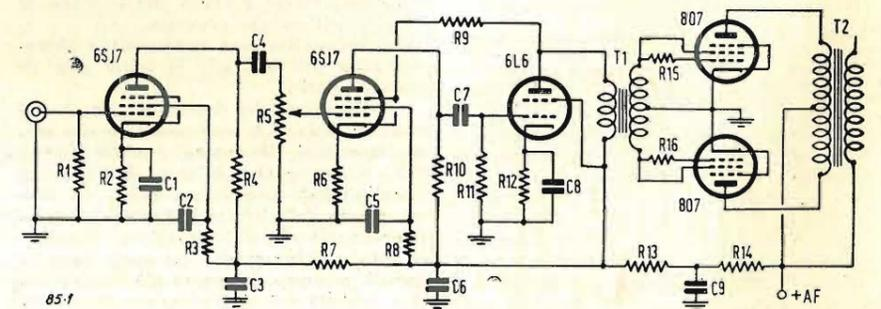 6SJ7
C4
6SJ7
R9
6L6
T1
807
T2
R15
R5
C7
R1
R2
C1
R4
R6
R10
R11
R12
C8
R16
C2
C5
807
R3
R7
R8
R13
R14
C3
C6
C9
+AF
85-1